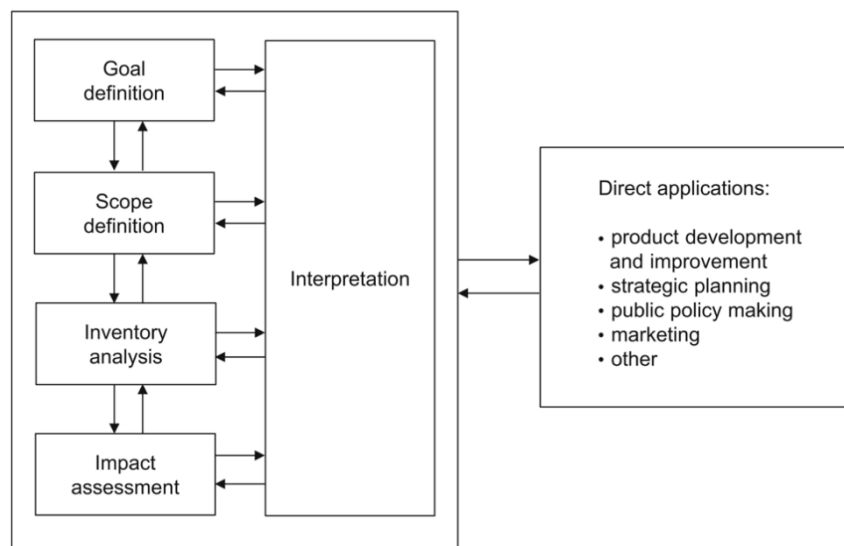 Goal
definition
Scope
definition
Inventory
analysis
Impact
assessment
Interpretation
Direct applications:
• product development
and improvement
• strategic planning
• public policy making
• marketing
• other